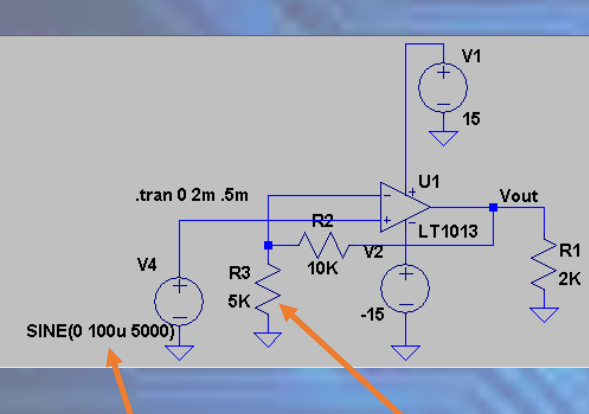 V1
15
U1
.tran 0 2m .5m
Vout
LT1013
R2
10K
V2
-15
R1
2K
V4
R3
5K
SINE(0 100u 5000)